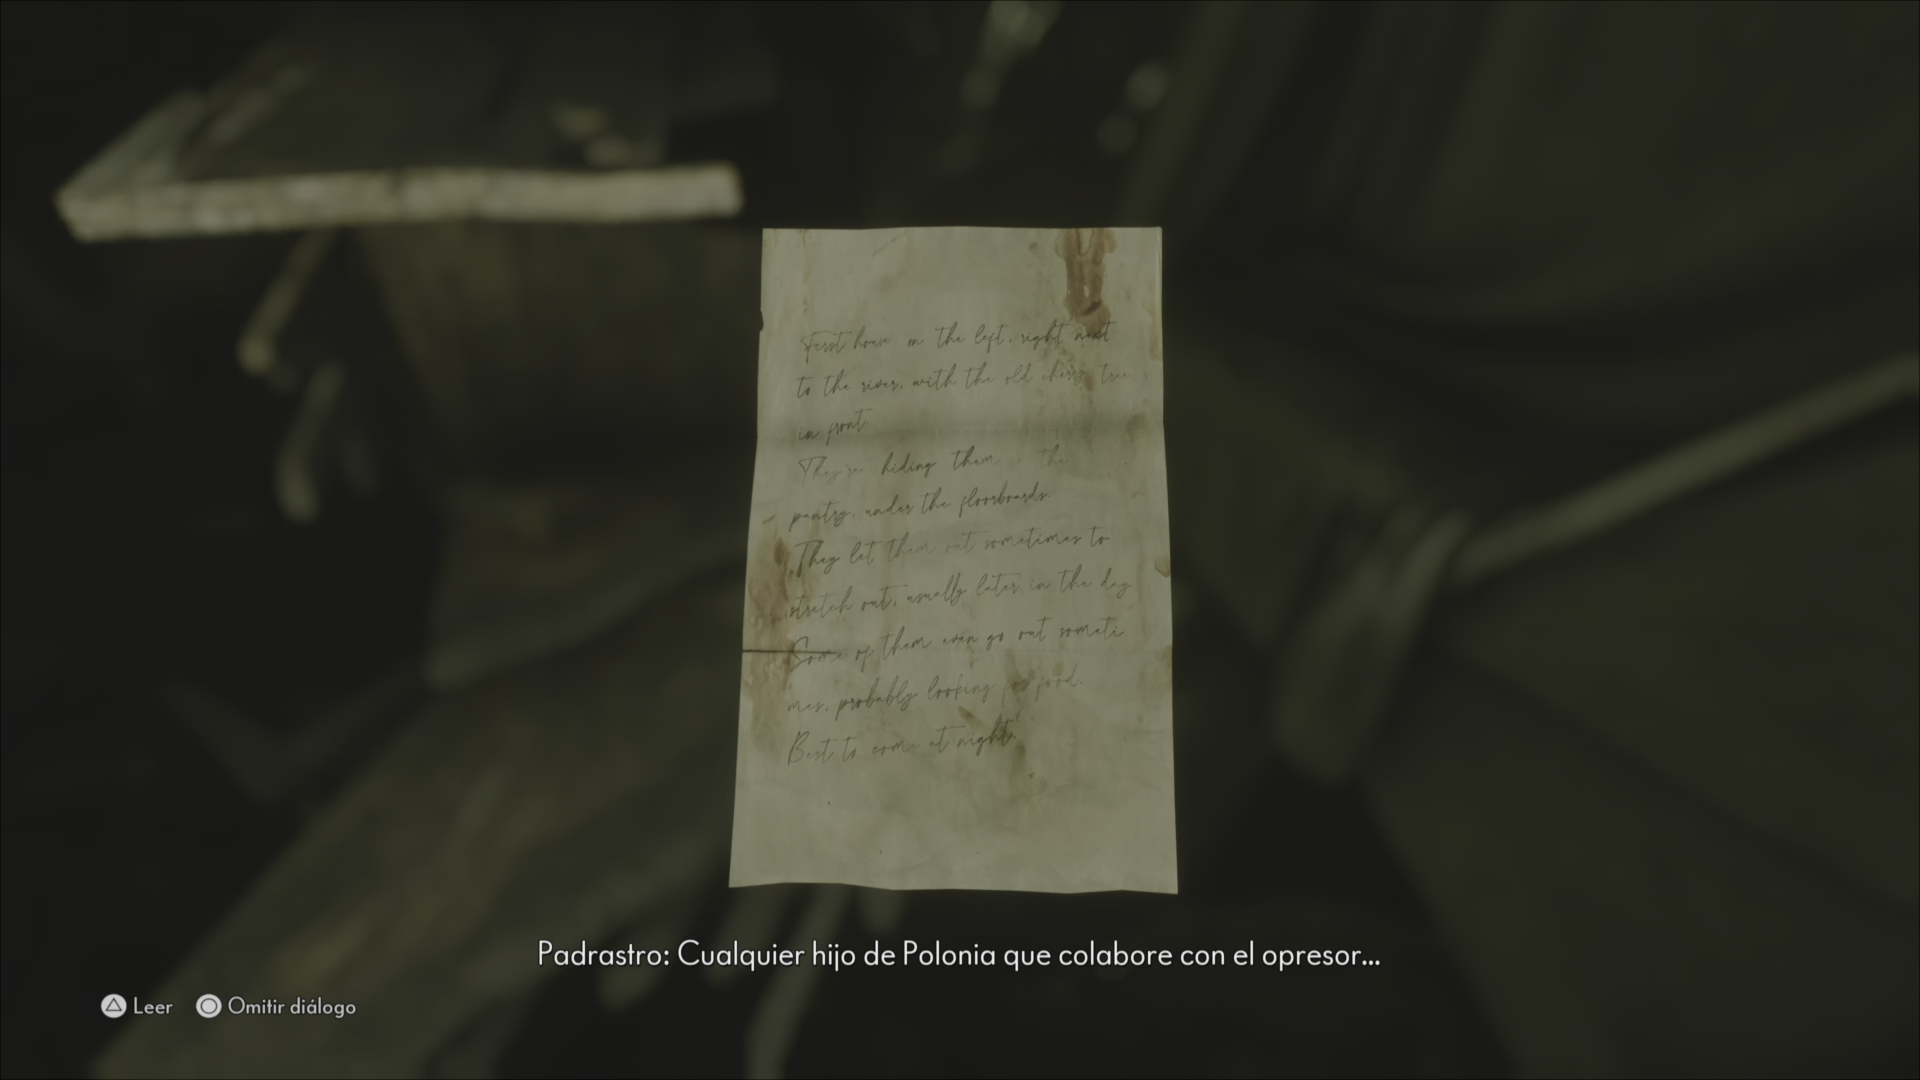 First house on the left, right next
to the river, with the old cherry tree
in front.
They're hiding them in the
pantry, under the floorboards.
They let them out sometimes to
stretch out, usually later in the day.
Some of them even go out someti
mes, probably looking for food.
Best to come at night.
Padrastro: Cualquier hijo de Polonia que colabore con el opresor...
Leer Omitir diálogo